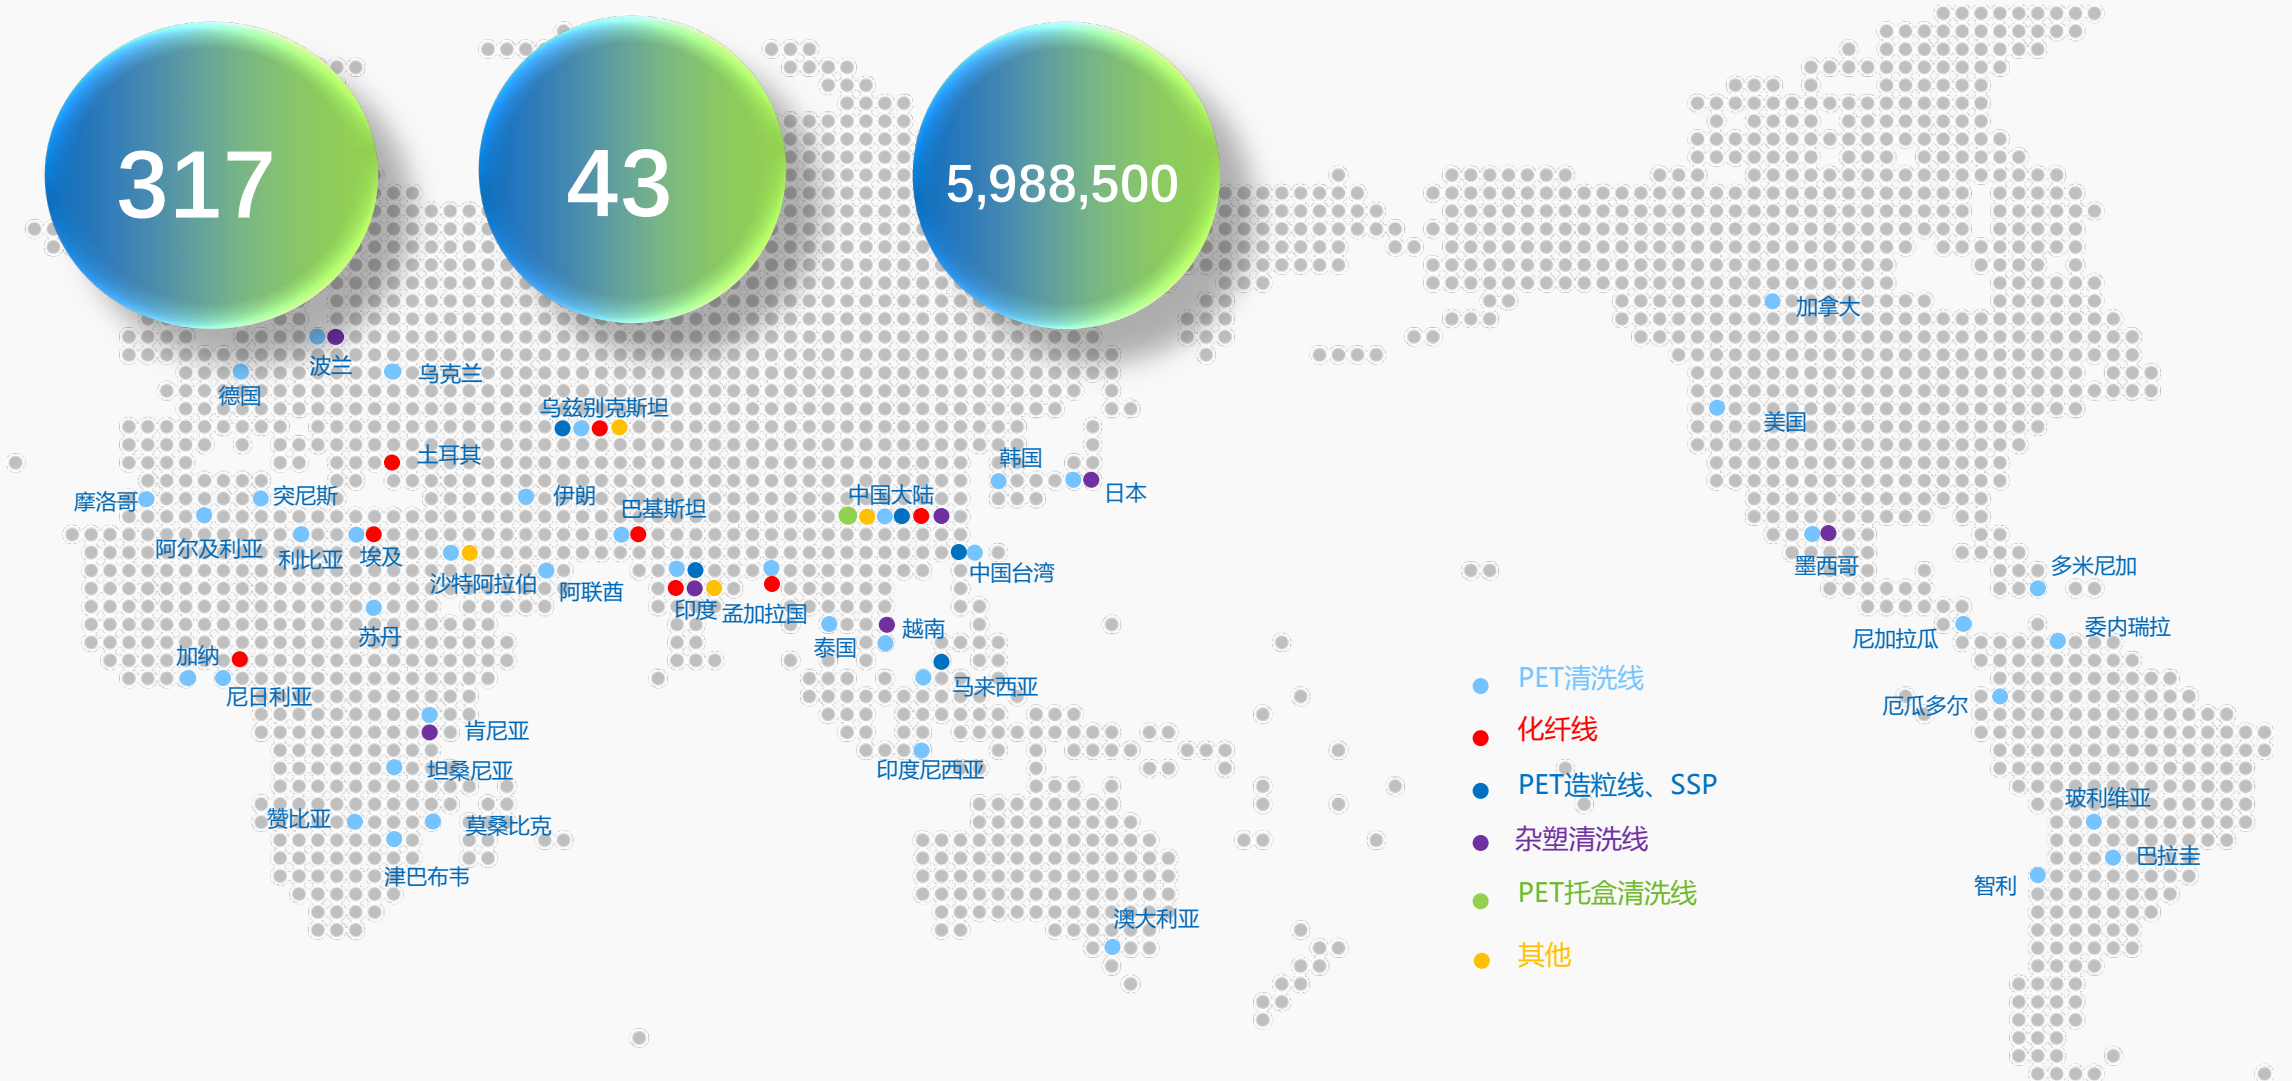 317
43
5,988,500
加拿大
波兰
乌克兰
德国
乌兹别克斯坦
美国
土耳其
韩国
摩洛哥
突尼斯
伊朗
巴基斯坦
中国大陆
日本
阿尔及利亚
利比亚
埃及
沙特阿拉伯
阿联酋
中国台湾
墨西哥
多米尼加
印度
孟加拉国
苏丹
泰国
越南
尼加拉瓜
委内瑞拉
加纳
尼日利亚
马来西亚
厄瓜多尔
肯尼亚
坦桑尼亚
印度尼西亚
赞比亚
莫桑比克
津巴布韦
玻利维亚
巴拉圭
智利
澳大利亚
PET清洗线
化纤线
PET造粒线、SSP
杂塑清洗线
PET托盒清洗线
其他